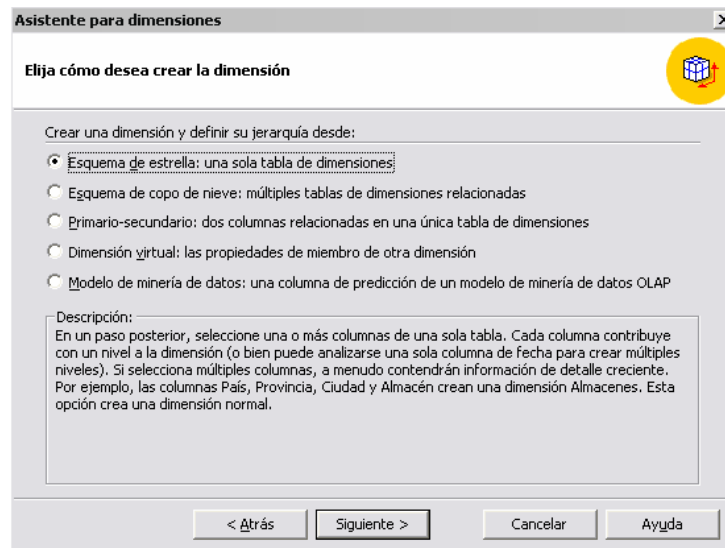 Asistente para dimensiones
Elija cómo desea crear la dimensión
Crear una dimensión y definir su jerarquía desde:
Esquema de estrella: una sola tabla de dimensiones
Esquema de copo de nieve: múltiples tablas de dimensiones relacionadas
Primario-secundario: dos columnas relacionadas en una única tabla de dimensiones
Dimensión virtual: las propiedades de miembro de otra dimensión
Modelo de minería de datos: una columna de predicción de un modelo de minería de datos OLAP
Descripción:
En un paso posterior, seleccione una o más columnas de una sola tabla. Cada columna contribuye
con un nivel a la dimensión (o bien puede analizarse una sola columna de fecha para crear múltiples
niveles). Si selecciona múltiples columnas, a menudo contendrán información de detalle creciente.
Por ejemplo, las columnas País, Provincia, Ciudad y Almacén crean una dimensión Almacenes. Esta
opción crea una dimensión normal.
< Atrás
Siguiente >
Cancelar
Ayuda